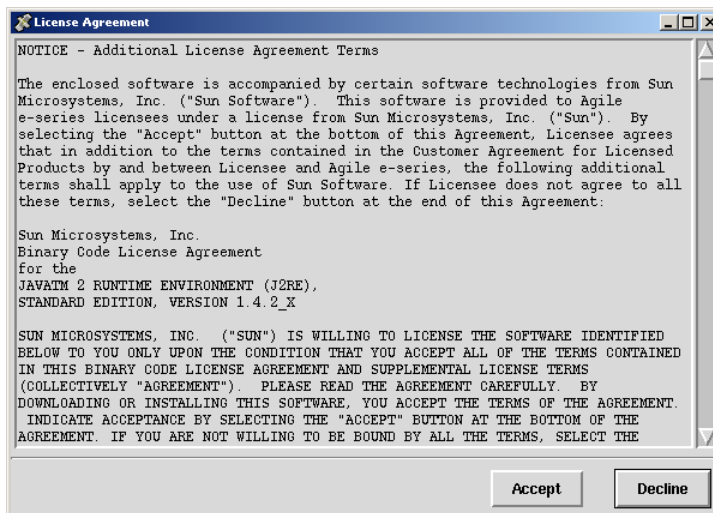 License Agreement
NOTICE - Additional License Agreement Terms
The enclosed software is accompanied by certain software technologies from Sun
Microsystems, Inc. ("Sun Software").  This software is provided to Agile
e-series licensees under a license from Sun Microsystems, Inc. ("Sun").  By
selecting the "Accept" button at the bottom of this Agreement, Licensee agrees
that in addition to the terms contained in the Customer Agreement for Licensed
Products by and between Licensee and Agile e-series, the following additional
terms shall apply to the use of Sun Software. If Licensee does not agree to all
these terms, select the "Decline" button at the end of this Agreement:
Sun Microsystems, Inc.
Binary Code License Agreement
for the
JAVATM 2 RUNTIME ENVIRONMENT (J2RE),
STANDARD EDITION, VERSION 1.4.2_X
SUN MICROSYSTEMS, INC.  ("SUN") IS WILLING TO LICENSE THE SOFTWARE IDENTIFIED
BELOW TO YOU ONLY UPON THE CONDITION THAT YOU ACCEPT ALL OF THE TERMS CONTAINED
IN THIS BINARY CODE LICENSE AGREEMENT AND SUPPLEMENTAL LICENSE TERMS
(COLLECTIVELY "AGREEMENT").  PLEASE READ THE AGREEMENT CAREFULLY.  BY
DOWNLOADING OR INSTALLING THIS SOFTWARE, YOU ACCEPT THE TERMS OF THE AGREEMENT.
INDICATE ACCEPTANCE BY SELECTING THE "ACCEPT" BUTTON AT THE BOTTOM OF THE
AGREEMENT. IF YOU ARE NOT WILLING TO BE BOUND BY ALL THE TERMS, SELECT THE
Accept
Decline